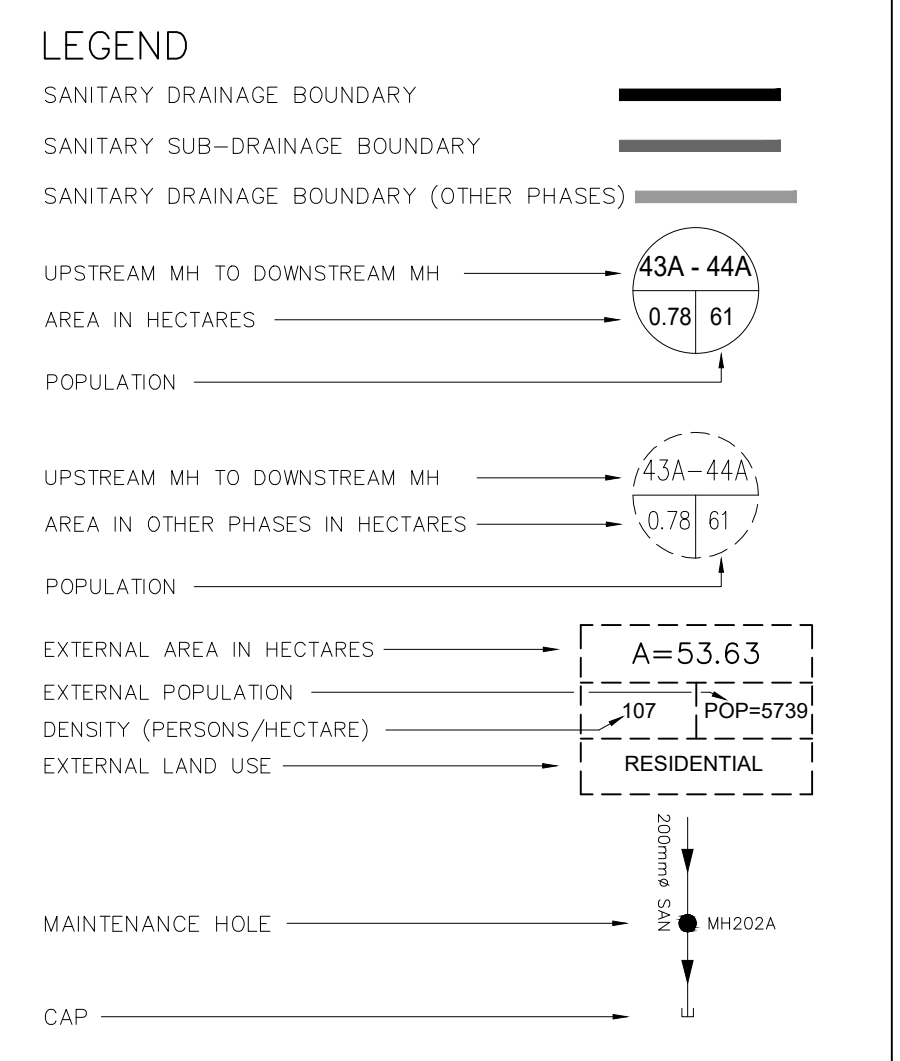 LEGEND
SANITARY DRAINAGE BOUNDARY
SANITARY SUB-DRAINAGE BOUNDARY
SANITARY DRAINAGE BOUNDARY (OTHER PHASES)
UPSTREAM MH TO DOWNSTREAM MH
43A - 44A
AREA IN HECTARES
0.78 61
POPULATION
UPSTREAM MH TO DOWNSTREAM MH
43A-44A
AREA IN OTHER PHASES IN HECTARES
0.78 61
POPULATION
EXTERNAL AREA IN HECTARES
A=53.63
EXTERNAL POPULATION
107 POP=5739
DENSITY (PERSONS/HECTARE)
EXTERNAL LAND USE
RESIDENTIAL
200mmø SAN
MAINTENANCE HOLE
MH202A
CAP